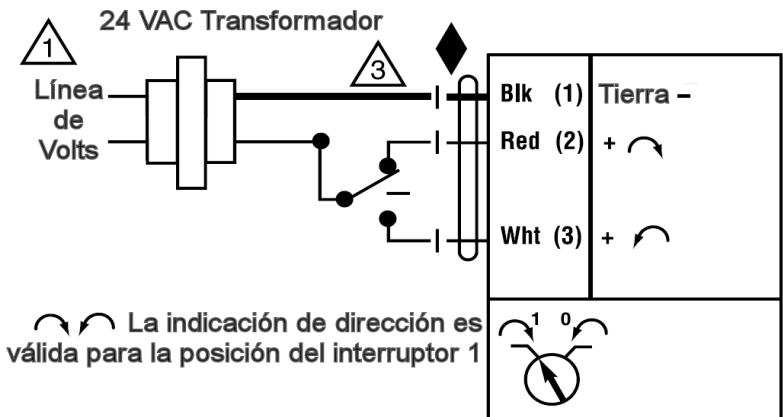 24 VAC Transformador
1
3
Línea
de
Volts
Blk (1) Tierra –
Red (2) +
Wht (3) +
La indicación de dirección es
válida para la posición del interruptor 1
1 0